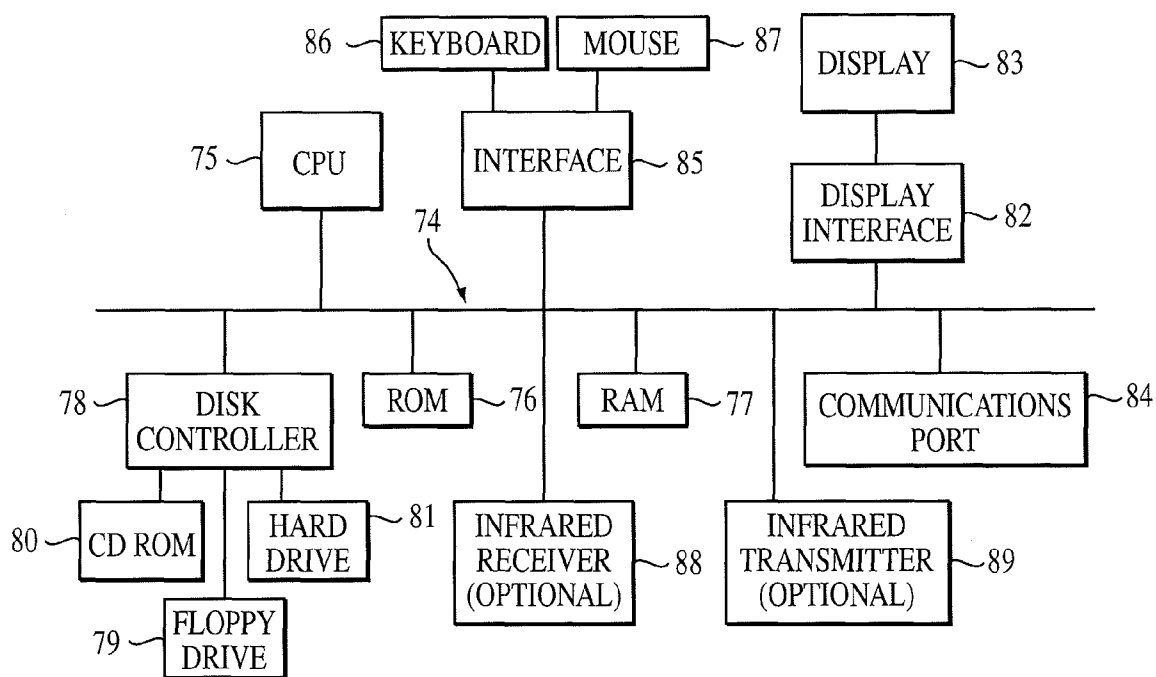 86 KEYBOARD MOUSE 87
DISPLAY 83
75 CPU
INTERFACE 85
DISPLAY
INTERFACE 82
74
78 DISK
CONTROLLER
ROM 76
RAM 77
COMMUNICATIONS
PORT 84
80 CD ROM
HARD
DRIVE 81
INFRARED
RECEIVER
(OPTIONAL) 88
INFRARED
TRANSMITTER
(OPTIONAL) 89
79 FLOPPY
DRIVE